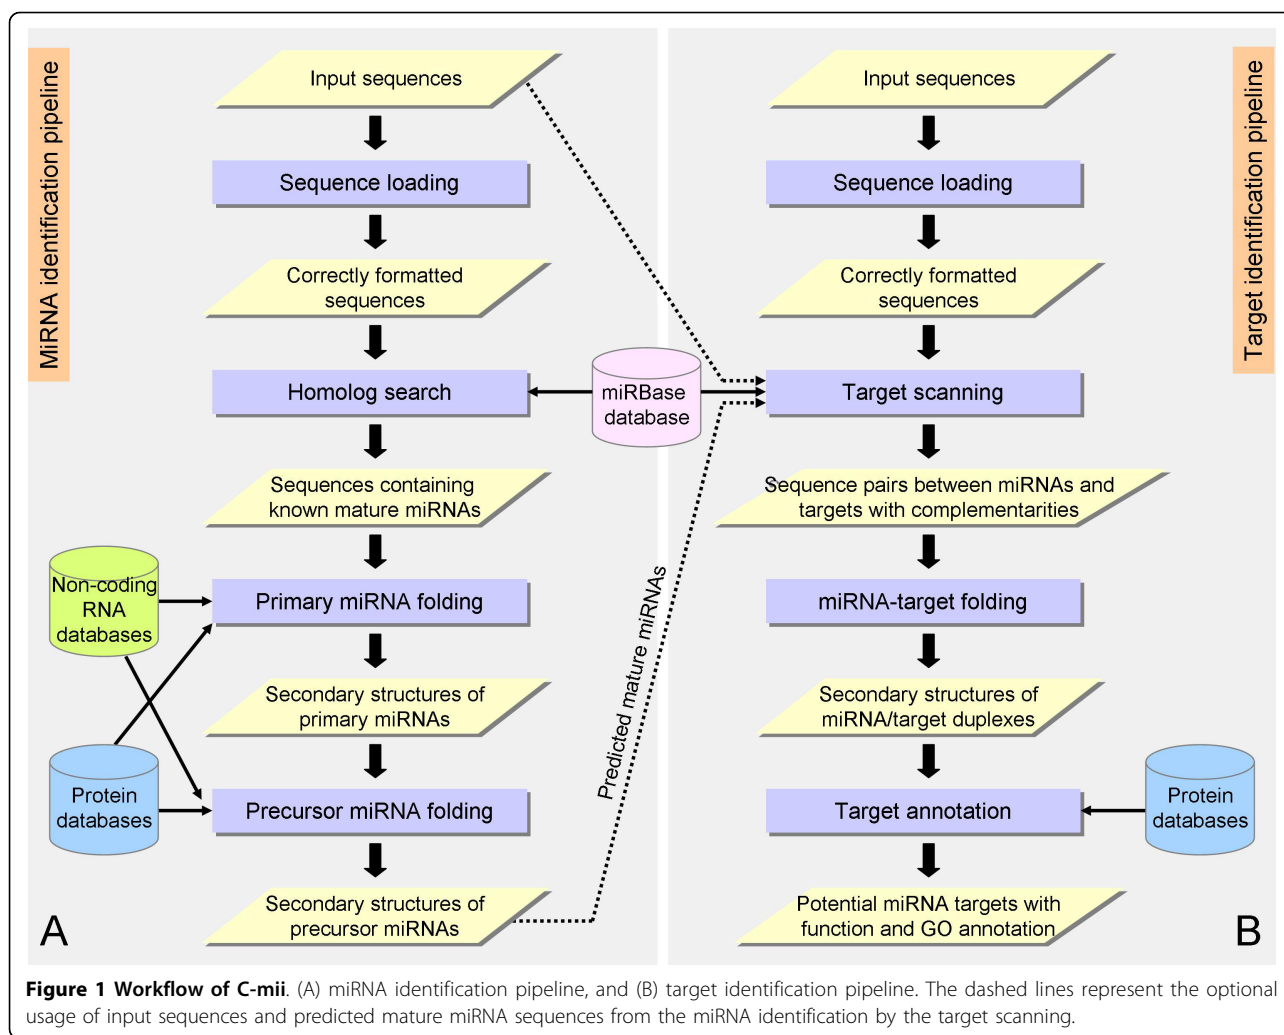 MiRNA identification pipeline
Input sequences
Sequence loading
Correctly formatted
sequences
Homolog search
Sequences containing
known mature miRNAs
Primary miRNA folding
Secondary structures of
primary miRNAs
Precursor miRNA folding
Secondary structures of
precursor miRNAs
Non-coding
RNA
databases
Protein
databases
A
miRBase
database
Predicted mature miRNAs
Target identification pipeline
Input sequences
Sequence loading
Correctly formatted
sequences
Target scanning
Sequence pairs between miRNAs and
targets with complementarities
miRNA-target folding
Secondary structures of
miRNA/target duplexes
Target annotation
Potential miRNA targets with
function and GO annotation
Protein
databases
B
Figure 1 Workflow of C-mii. (A) miRNA identification pipeline, and (B) target identification pipeline. The dashed lines represent the optional
usage of input sequences and predicted mature miRNA sequences from the miRNA identification by the target scanning.